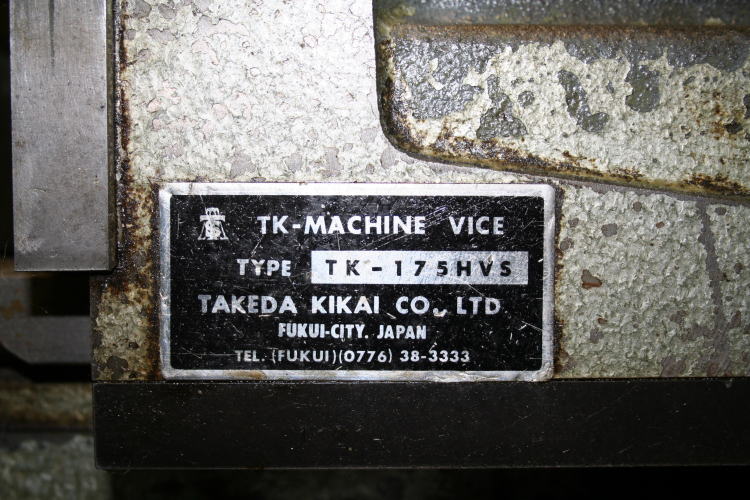 TK-MACHINE VICE
TYPE TK-175HVS
TAKEDA KIKAI CO., LTD
FUKUI-CITY. JAPAN
TEL. (FUKUI)(0776) 38-3333